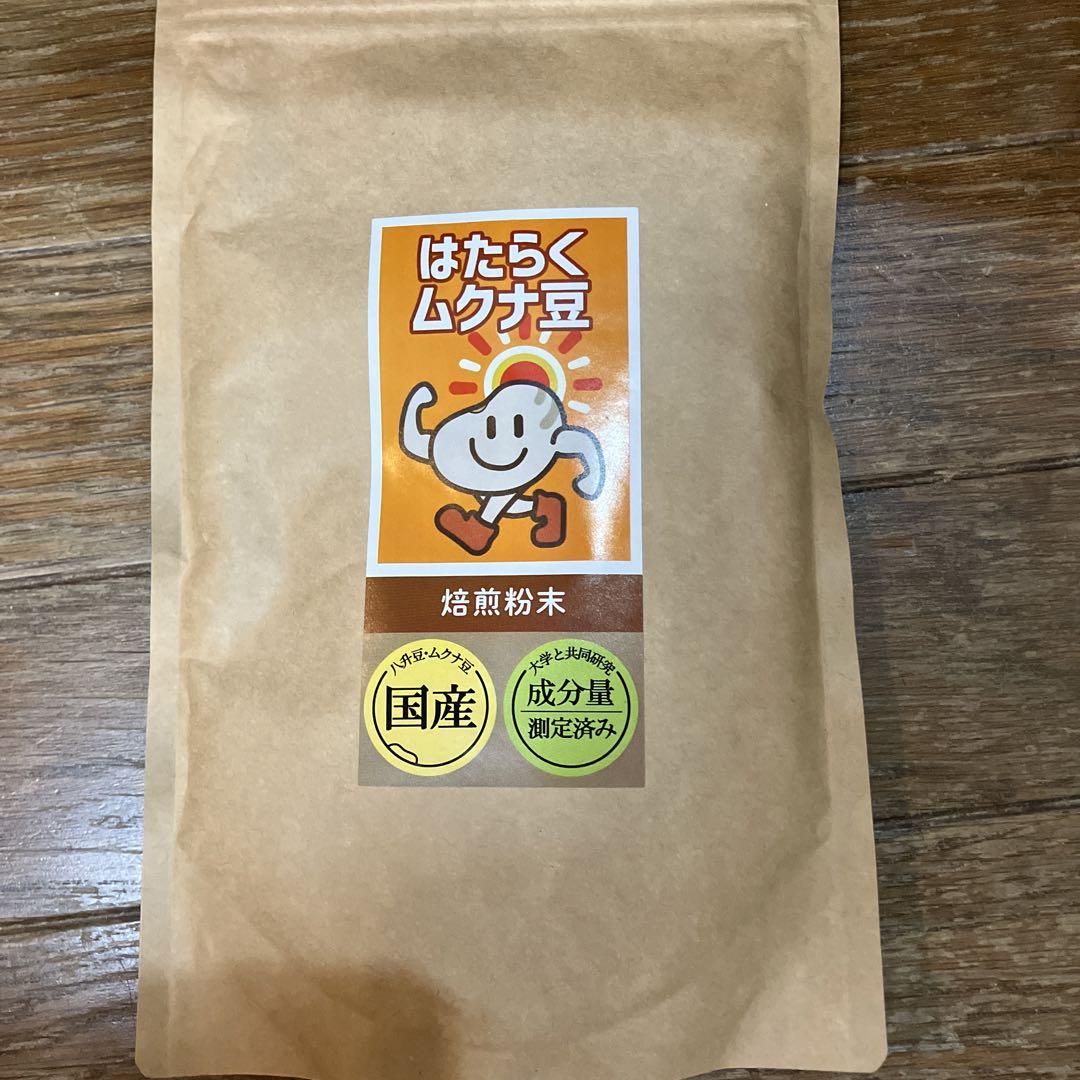 はたらく
ムクナ豆
焙煎粉末
八升豆・ムクナ豆
国産
大学と共同研究
成分量
測定済み